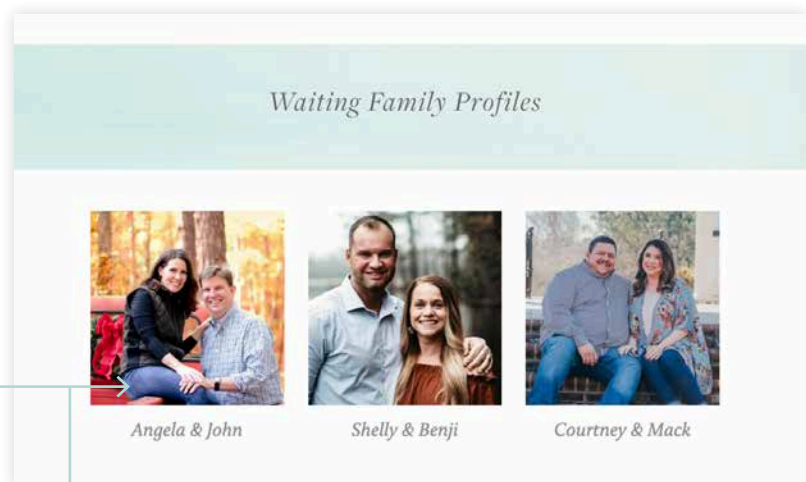 Waiting Family Profiles
Angela & John
Shelly & Benji
Courtney & Mack